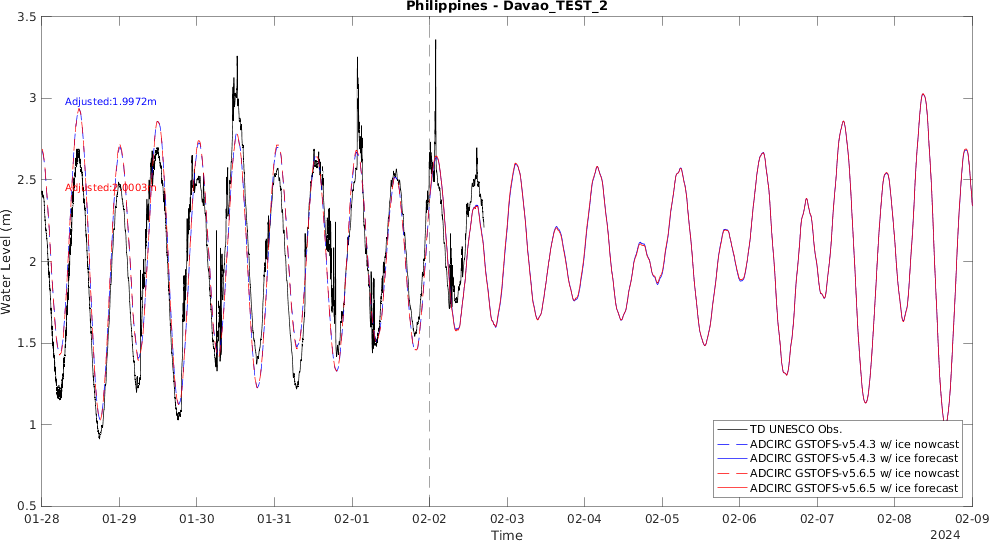 Philippines - Davao_TEST_2
3.5
3
2.5
2
1.5
1
0.5
Water Level (m)
Adjusted:1.9972m
Adjusted:2.0003m
TD UNESCO Obs.
ADCIRC GSTOFS-v5.4.3 w/ ice nowcast
ADCIRC GSTOFS-v5.4.3 w/ ice forecast
ADCIRC GSTOFS-v5.6.5 w/ ice nowcast
ADCIRC GSTOFS-v5.6.5 w/ ice forecast
01-28 01-29 01-30 01-31 02-01 02-02 02-03 02-04 02-05 02-06 02-07 02-08 02-09
Time
2024